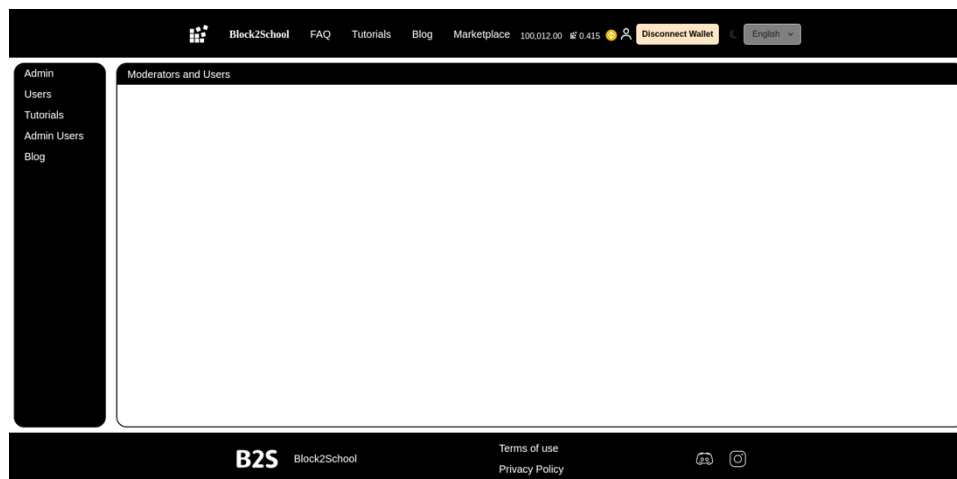 Block2School FAQ Tutorials Blog Marketplace 100,012.00 0.415 Disconnect Wallet English
Admin
Users
Tutorials
Admin Users
Blog
Moderators and Users
B2S Block2School
Terms of use
Privacy Policy